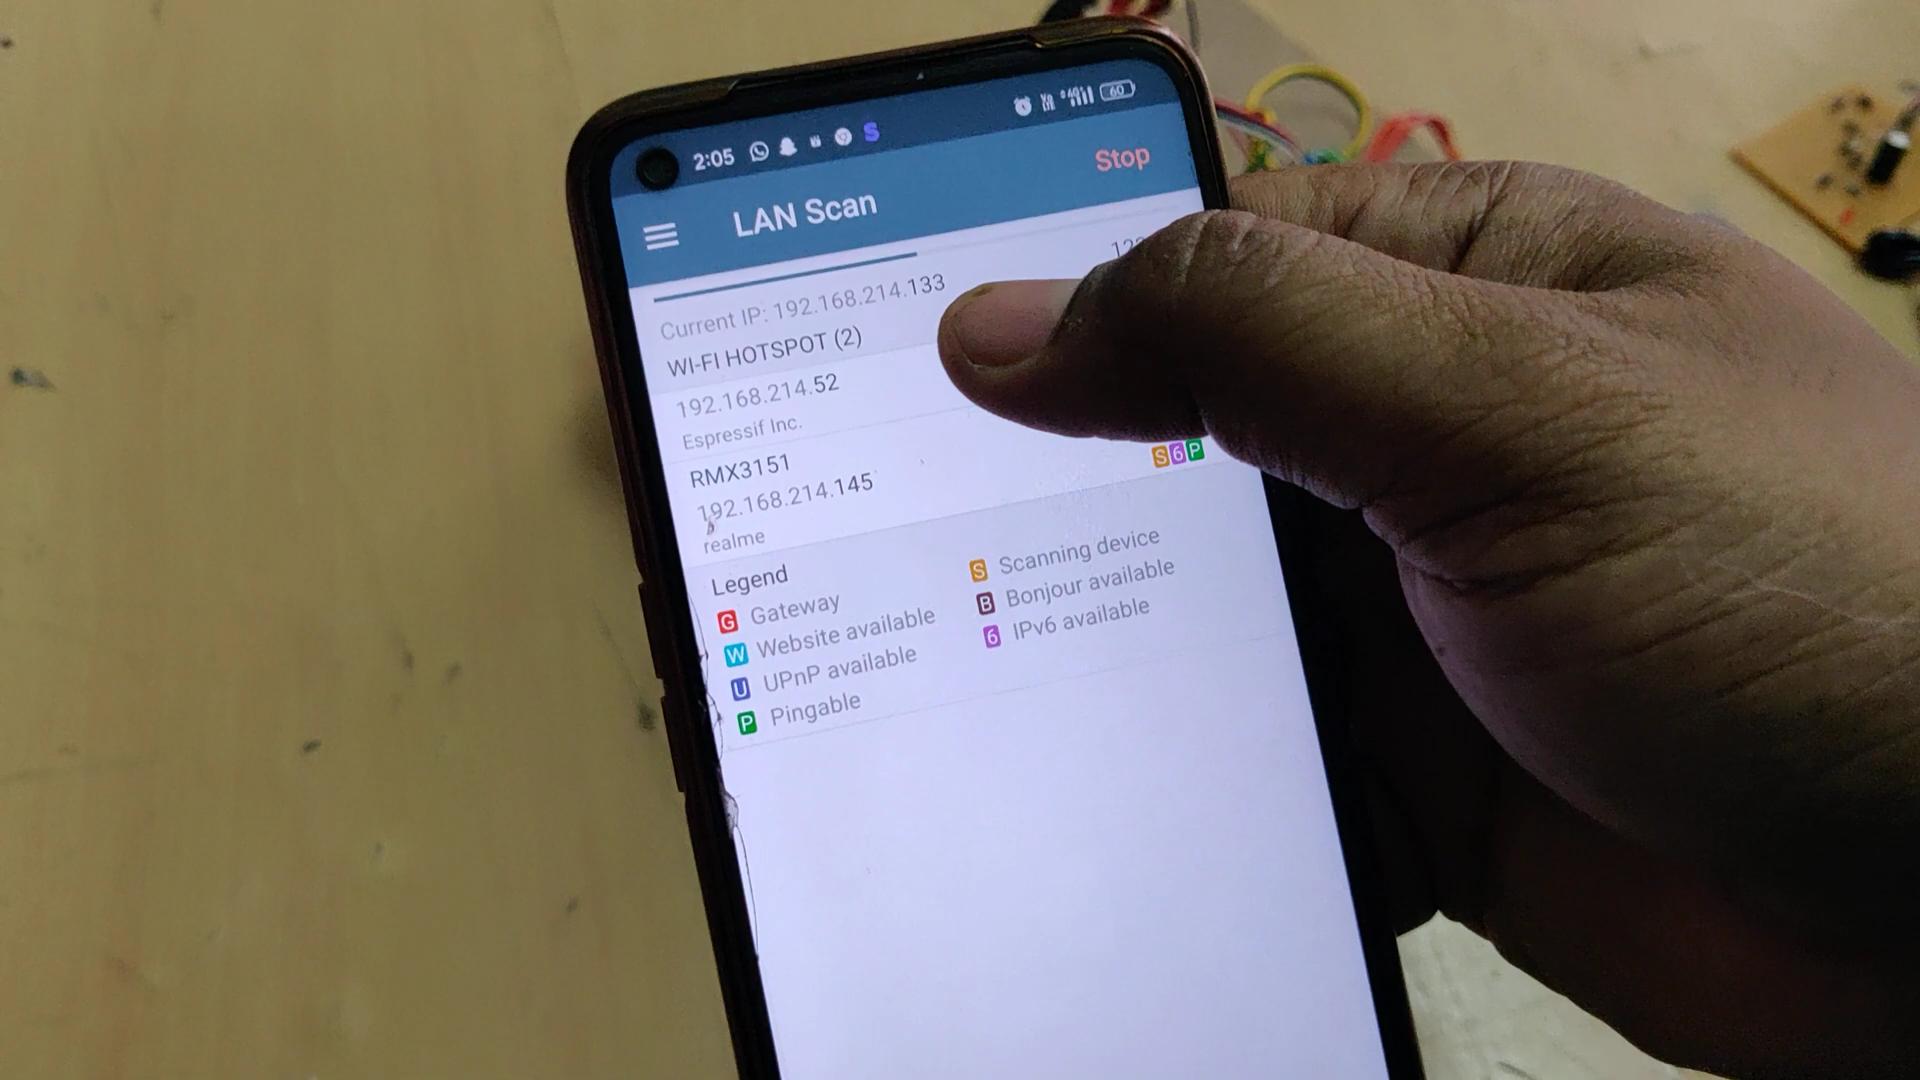 2:05
60
LAN Scan
Stop
Current IP: 192.168.214.133
WI-FI HOTSPOT (2)
192.168.214.52
Espressif Inc.
RMX3151
192.168.214.145
realme
S 6 P
Legend
G Gateway
W Website available
U UPnP available
P Pingable
S Scanning device
B Bonjour available
6 IPv6 available